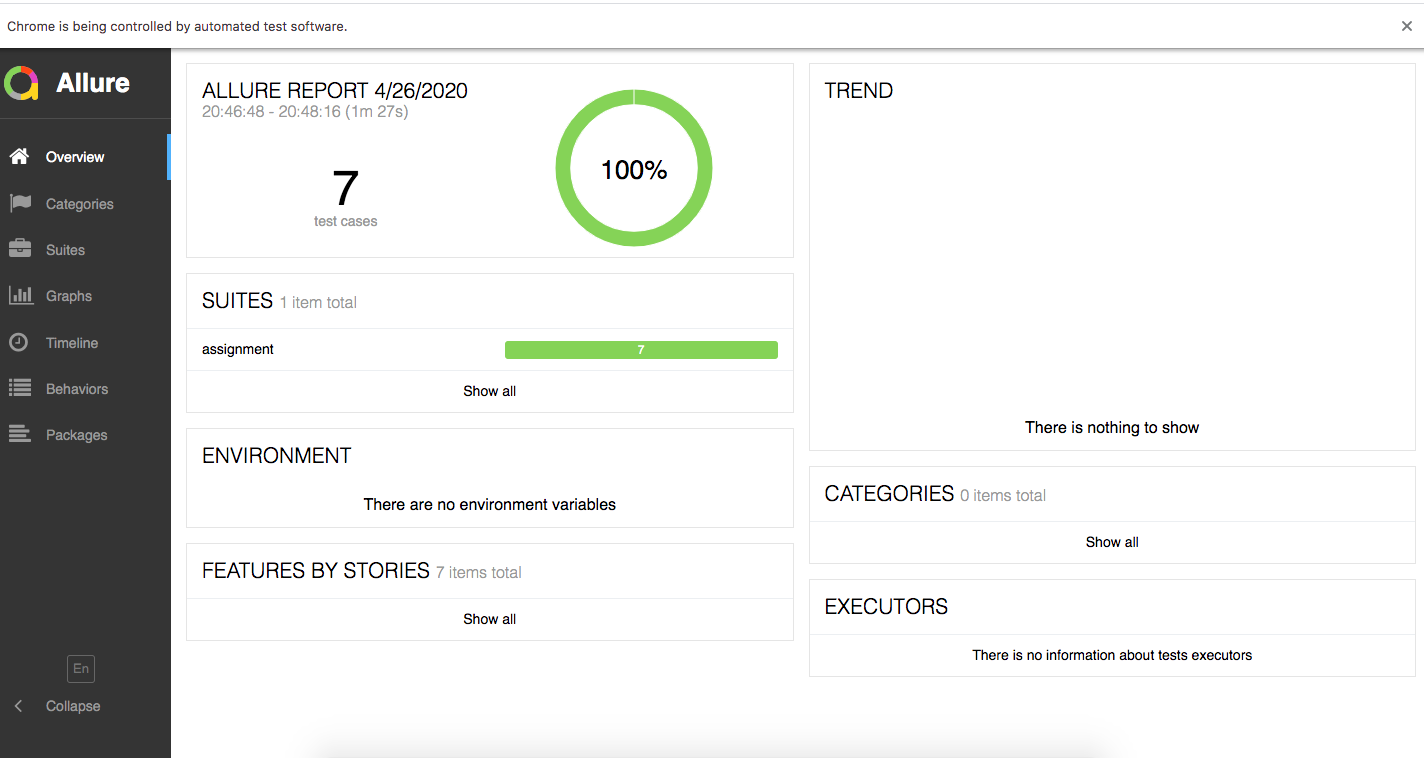 Chrome is being controlled by automated test software.
Allure
Overview
Categories
Suites
Graphs
Timeline
Behaviors
Packages
En
Collapse
ALLURE REPORT 4/26/2020
20:46:48 - 20:48:16 (1m 27s)
7
test cases
100%
SUITES 1 item total
assignment 7
Show all
ENVIRONMENT
There are no environment variables
FEATURES BY STORIES 7 items total
Show all
TREND
There is nothing to show
CATEGORIES 0 items total
Show all
EXECUTORS
There is no information about tests executors